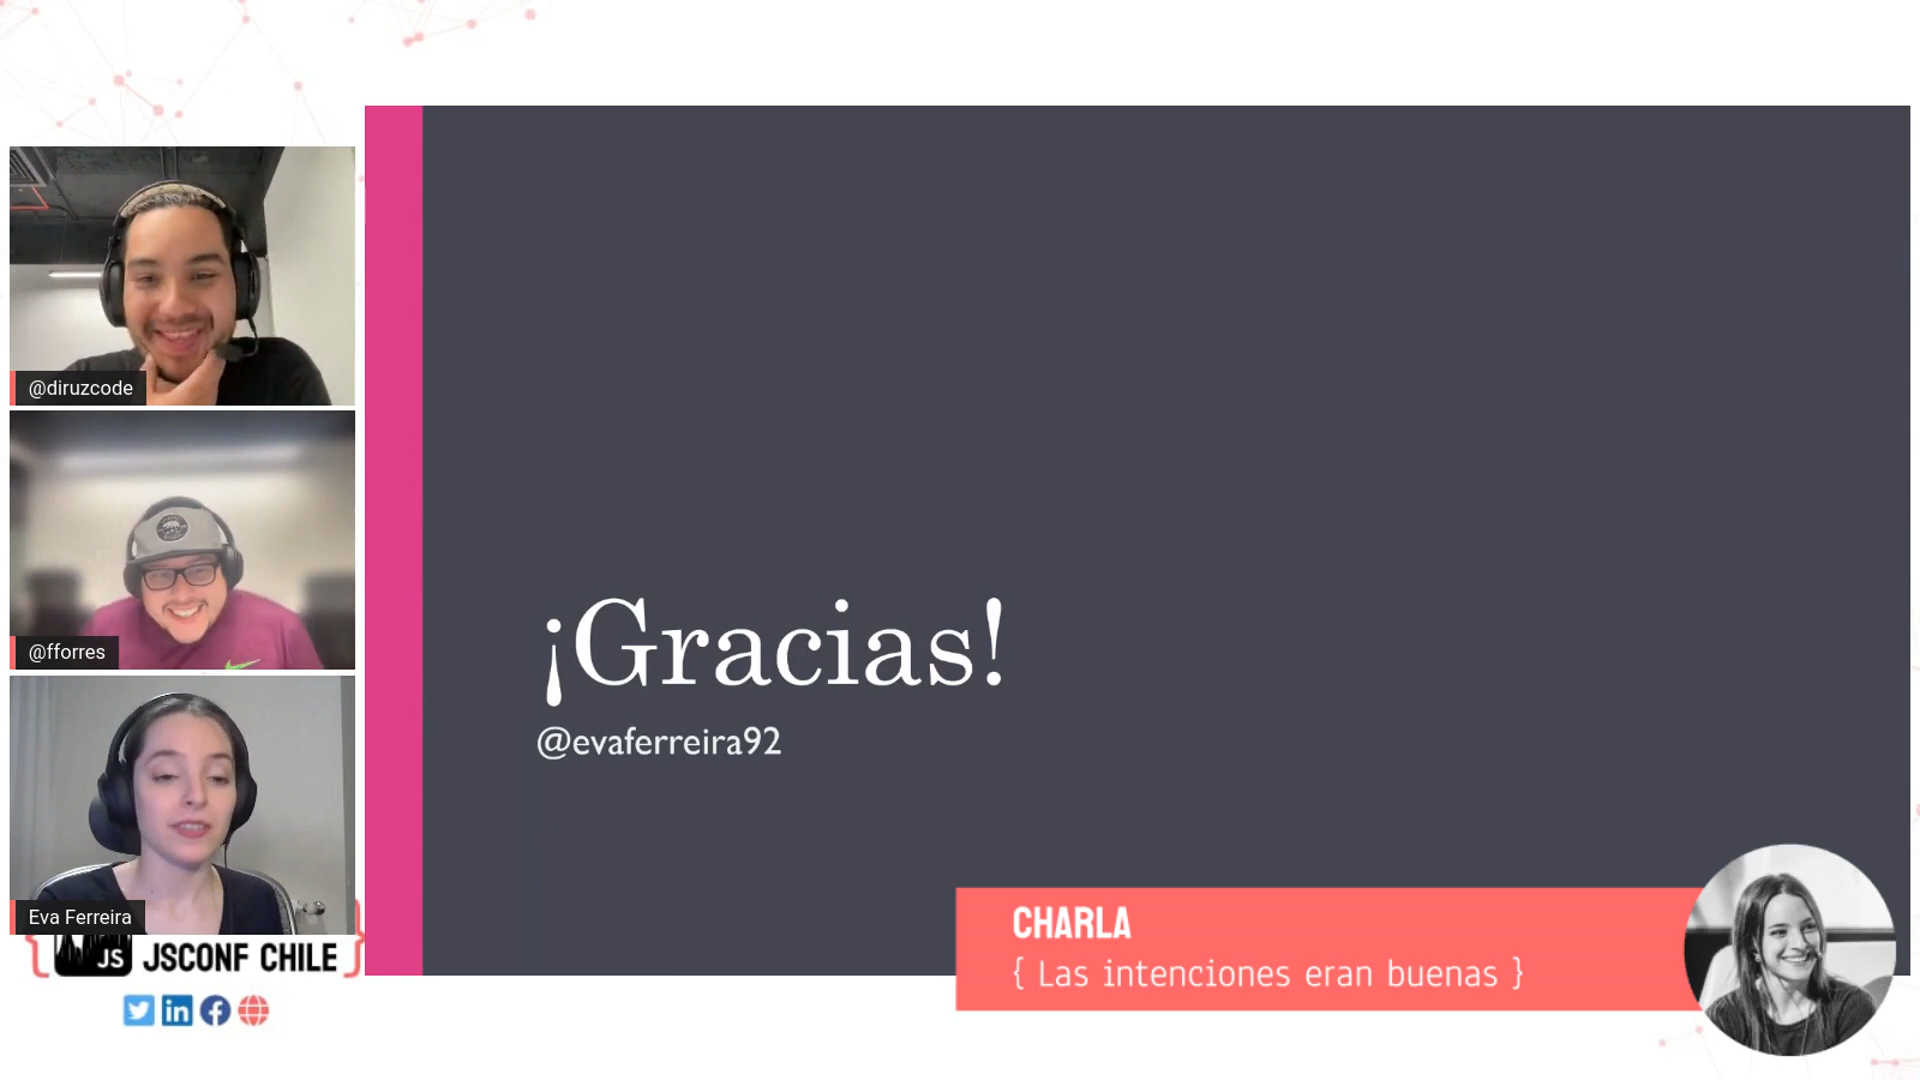 @diruzcode
@fforres
Eva Ferreira
{ JS JSCONF CHILE }
¡Gracias!
@evaferreira92
CHARLA
{ Las intenciones eran buenas }